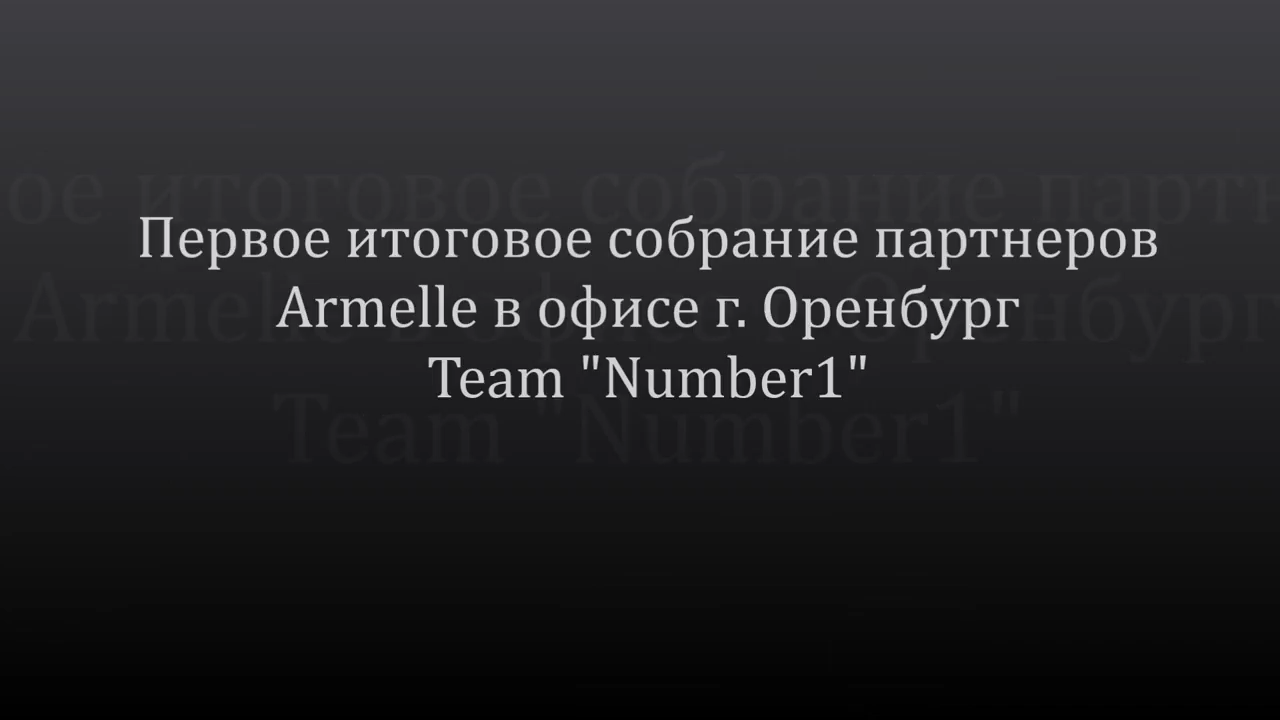 Первое итоговое собрание партнеров
Armelle в офисе г. Оренбург
Team "Number1"